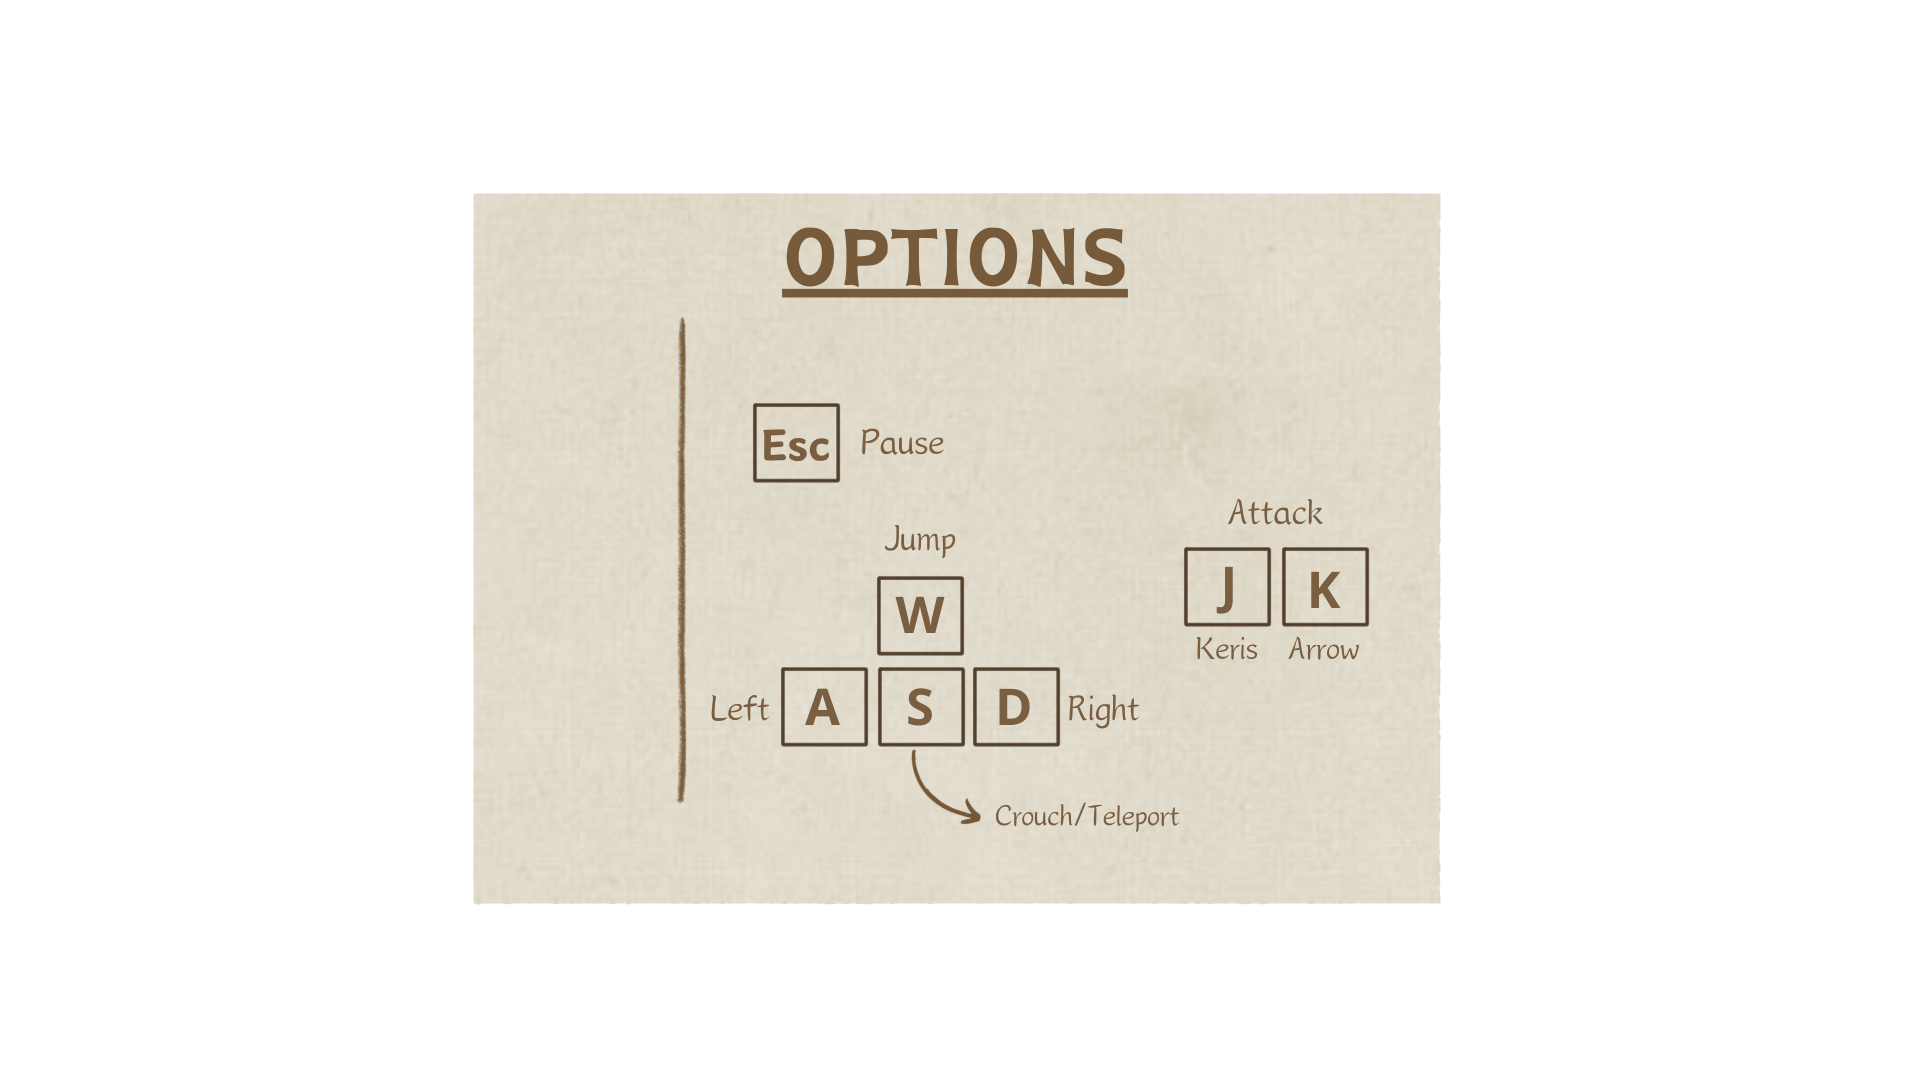 OPTIONS
Esc Pause
Attack
Jump
J K
W
Keris Arrow
Left A S D Right
Crouch/Teleport